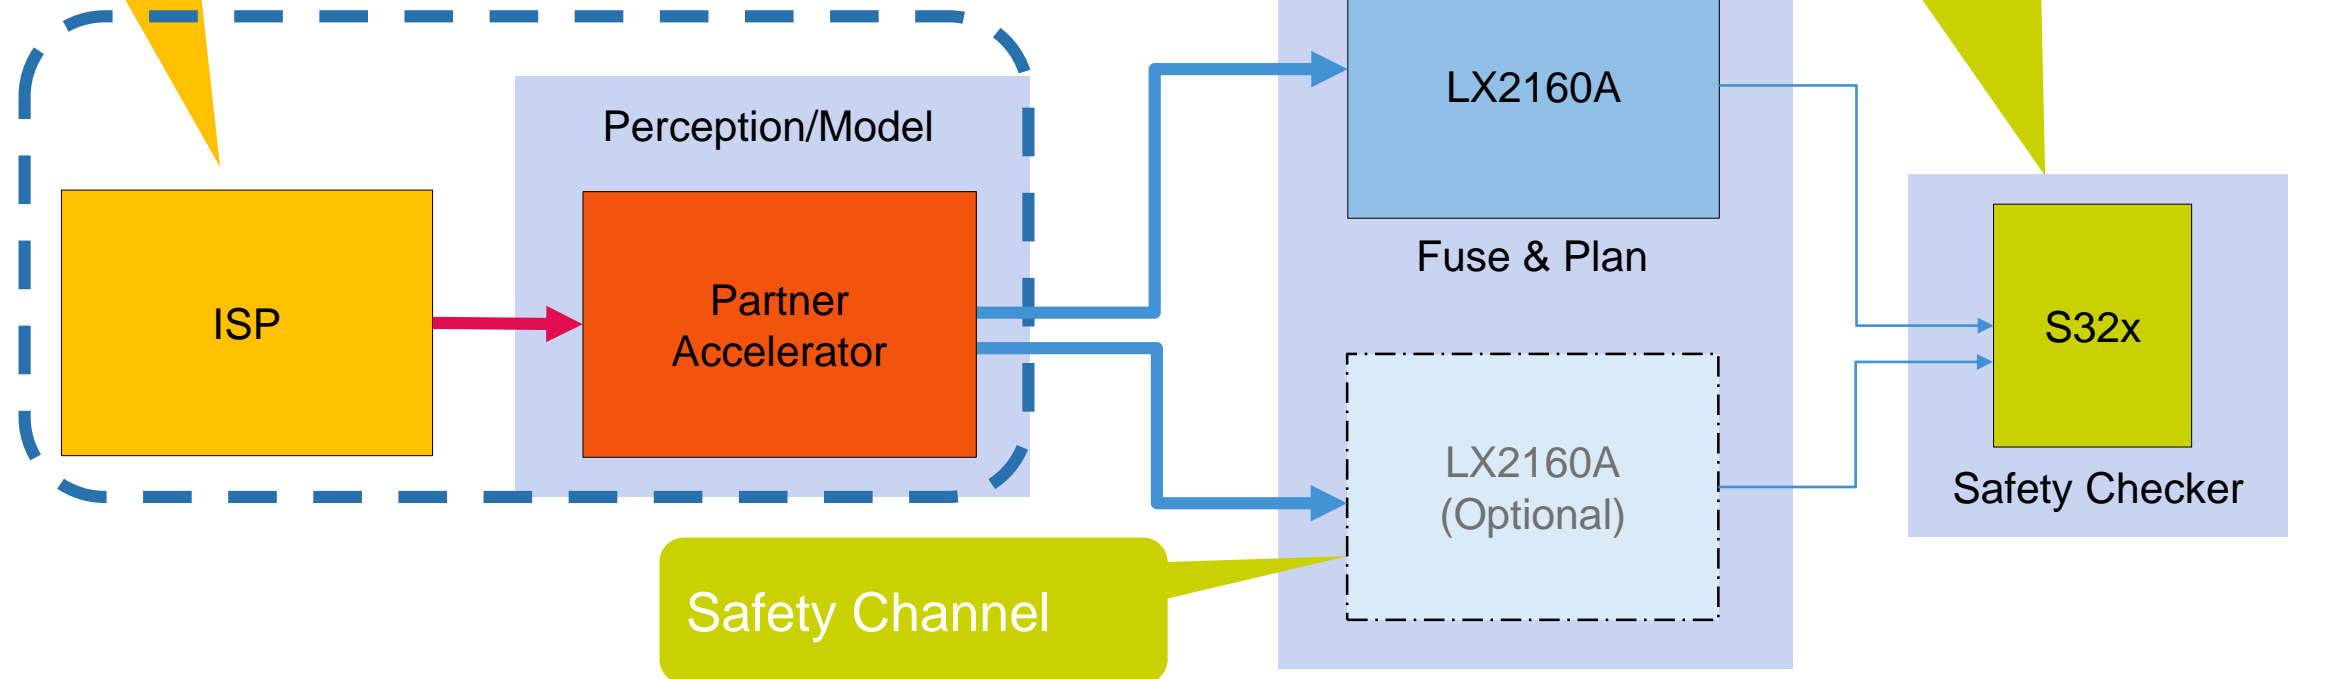 Perception/Model
ISP
Partner
Accelerator
LX2160A
Fuse & Plan
LX2160A
(Optional)
S32x
Safety Checker
Safety Channel